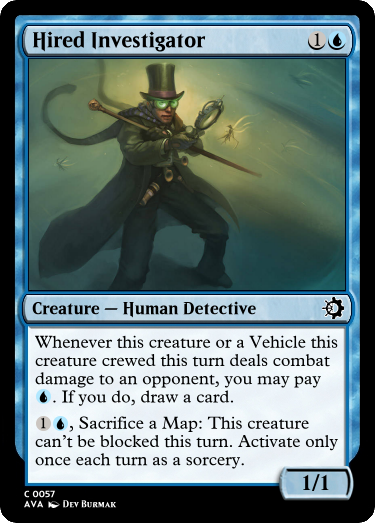 Hired Investigator 1
Creature — Human Detective
Whenever this creature or a Vehicle this
creature crewed this turn deals combat
damage to an opponent, you may pay
. If you do, draw a card.
1 , Sacrifice a Map: This creature
can't be blocked this turn. Activate only
once each turn as a sorcery.
1/1
C 0057
AVA Dev Burmak